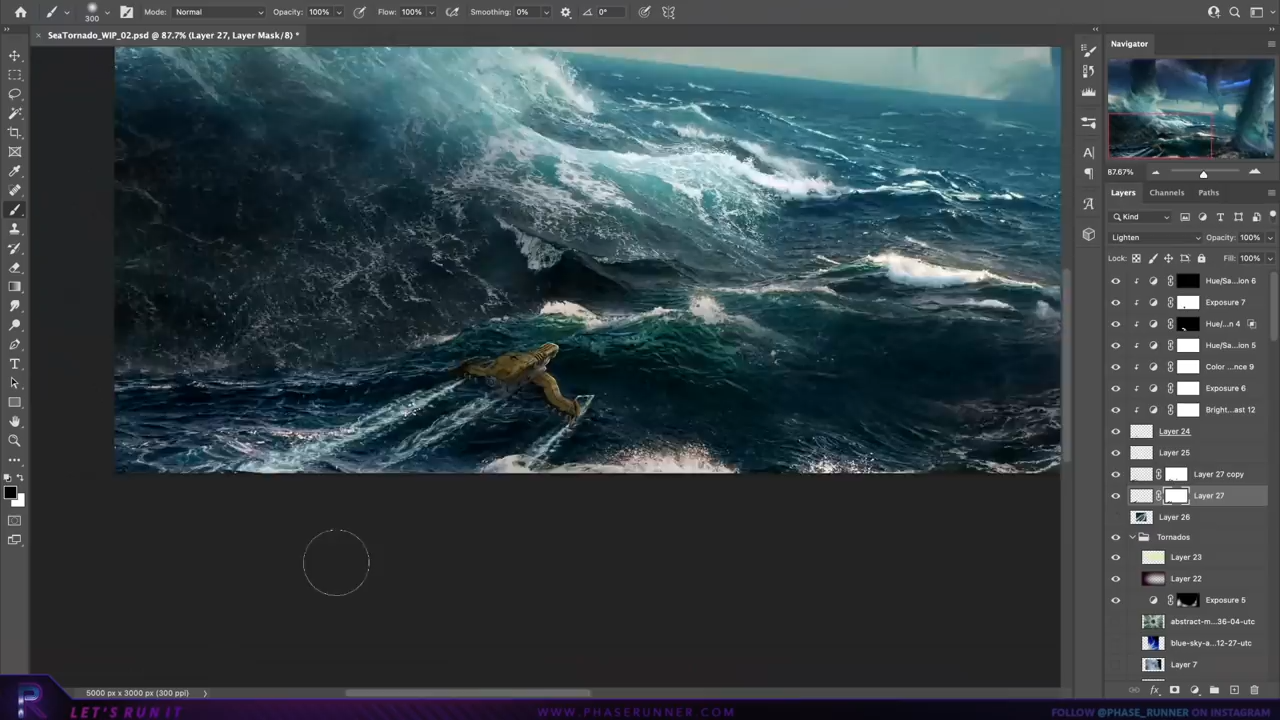 Mode: Normal Opacity: 100% Flow: 100% Smoothing: 0% 0°
300
SeaTornado_WIP_02.psd @ 87.7% (Layer 27, Layer Mask/8) *
Navigator
87.67%
Layers Channels Paths
Kind
Lighten Opacity: 100%
Lock: Fill: 100%
Hue/Sa...ion 6
Exposure 7
Hue/...n 4
Hue/Sa...ion 5
Color ...nce 9
Exposure 6
Bright...ast 12
Layer 24
Layer 25
Layer 27 copy
Layer 27
Layer 26
Tornados
Layer 23
Layer 22
Exposure 5
abstract-m...36-04-utc
blue-sky-a...12-27-utc
Layer 7
5000 px x 3000 px (300 ppi)
LET'S RUN IT
WWW.PHASERUNNER.COM
FOLLOW @PHASE_RUNNER ON INSTAGRAM